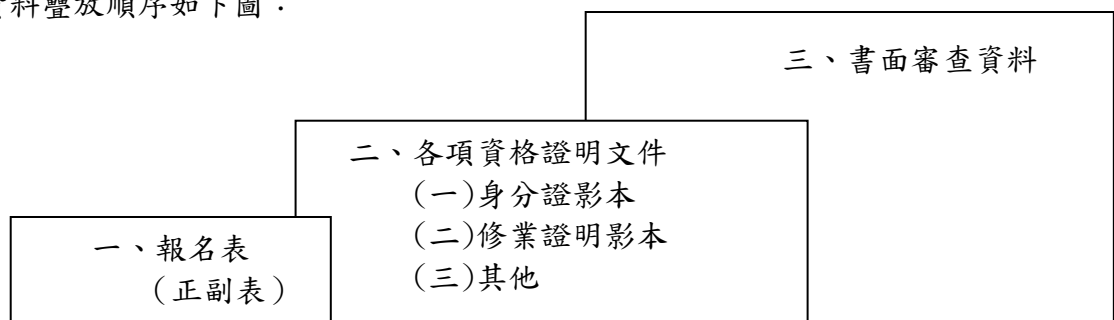 料疊放順序如下圖：
三、書面審查資料
二、各項資格證明文件
(一)身分證影本
(二)修業證明影本
(三)其他
一、報名表
（正副表）